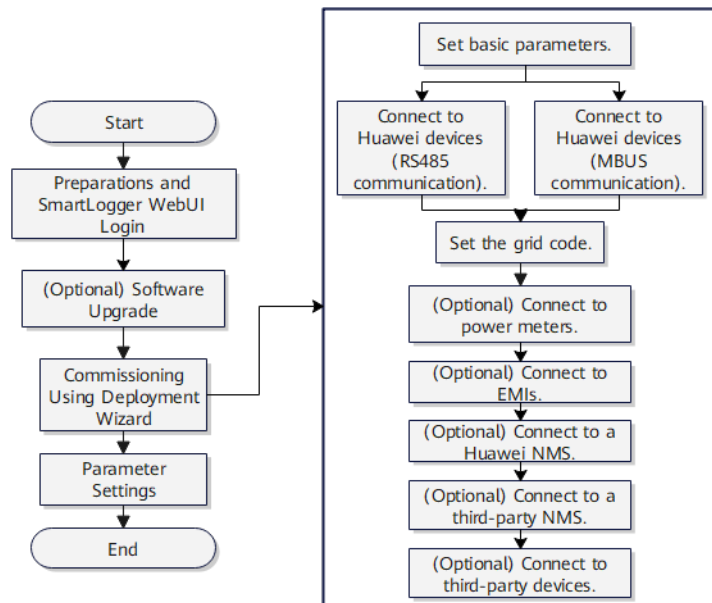 Start
Preparations and
SmartLogger WebUI
Login
(Optional) Software
Upgrade
Commissioning
Using Deployment
Wizard
Parameter
Settings
End
Set basic parameters.
Connect to
Huawei devices
(RS485
communication).
Connect to
Huawei devices
(MBUS
communication).
Set the grid code.
(Optional) Connect to
power meters.
(Optional) Connect to
EMIs.
(Optional) Connect to a
Huawei NMS.
(Optional) Connect to a
third-party NMS.
(Optional) Connect to
third-party devices.